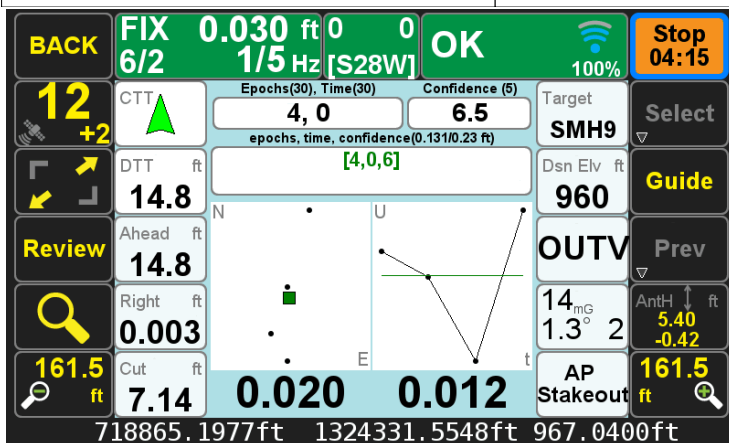 BACK
FIX 0.030 ft
6/2 1/5 Hz
0 0
[S28W]
OK
100%
Stop
04:15
12
+2
CTT
Epochs(30), Time(30)
4, 0
Confidence (5)
6.5
epochs, time, confidence(0.131/0.23 ft)
[4,0,6]
Target
SMH9
Select
DTT ft
14.8
Dsn Elv ft
960
Guide
Review
Ahead ft
14.8
N
U
OUTV
Prev
Right ft
0.003
14mG
1.3° 2
AntH ft
5.40
-0.42
161.5
ft
Cut ft
7.14
E
t
0.020 0.012
AP
Stakeout
161.5
ft
718865.1977ft 1324331.5548ft 967.0400ft